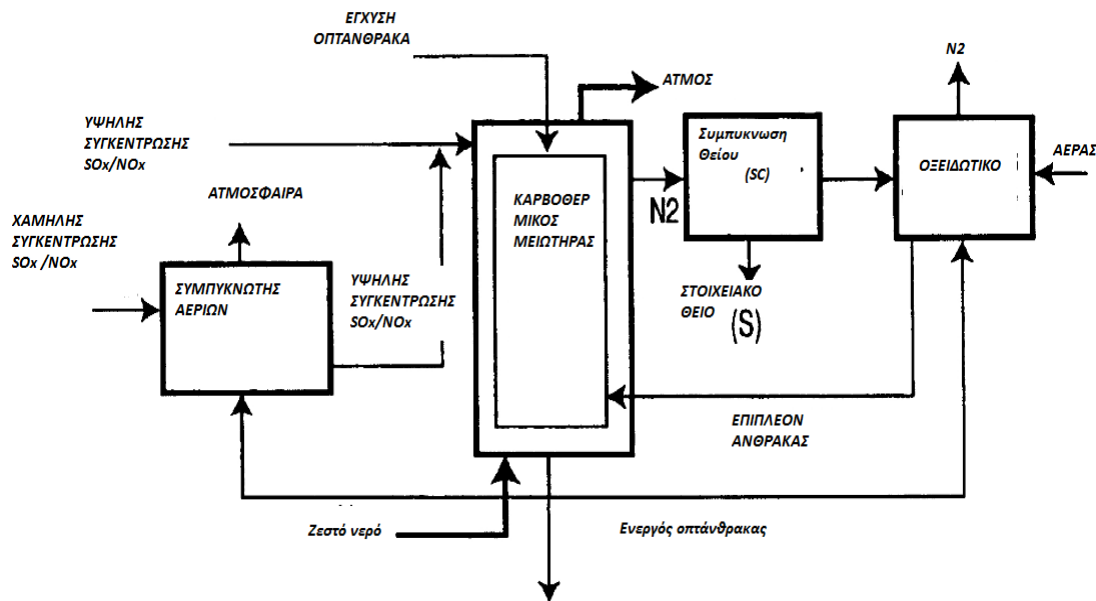 ΕΓΧΥΣΗ
ΟΠΤΑΝΘΡΑΚΑ
N2
ΑΤΜΟΣ
ΥΨΗΛΗΣ
ΣΥΓΚΕΝΤΡΩΣΗΣ
SOx/NOx
Συμπυκνωση
Θείου
(SC)
ΟΞΕΙΔΩΤΙΚΟ
ΑΕΡΑΣ
ΑΤΜΟΣΦΑΙΡΑ
ΚΑΡΒΟΘΕΡ
ΜΙΚΟΣ
ΜΕΙΩΤΗΡΑΣ
N2
ΧΑΜΗΛΗΣ
ΣΥΓΚΕΝΤΡΩΣΗΣ
SOx /NOx
ΣΥΜΠΥΚΝΩΤΗΣ
ΑΕΡΙΩΝ
ΥΨΗΛΗΣ
ΣΥΓΚΕΝΤΡΩΣΗΣ
SOx/NOx
ΣΤΟΙΧΕΙΑΚΟ
ΘΕΙΟ
(S)
ΕΠΙΠΛΕΟΝ
ΑΝΘΡΑΚΑΣ
Ζεστό νερό
Ενεργός οπτάνθρακας